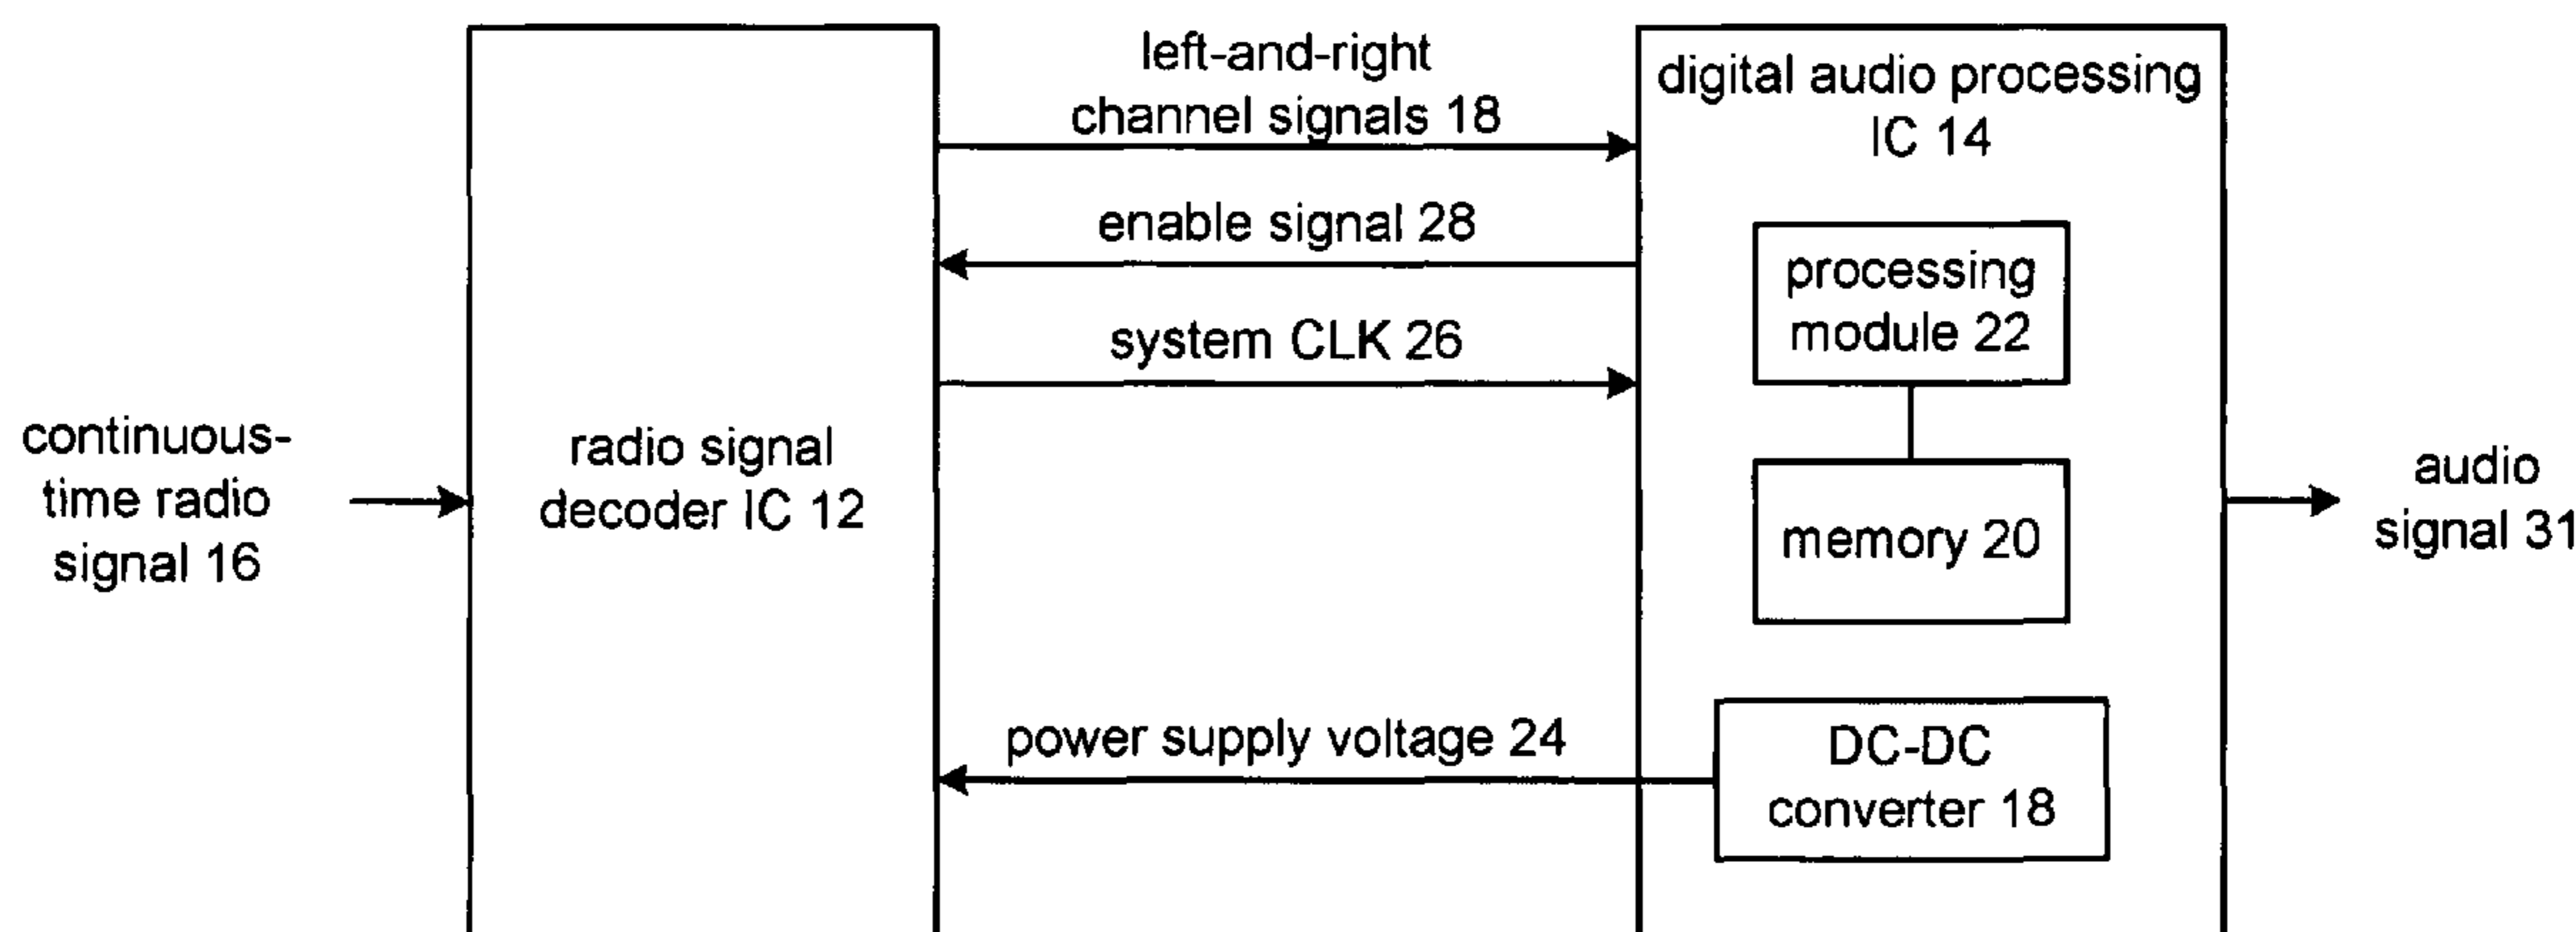 continuous-
time radio
signal 16
radio signal
decoder IC 12
left-and-right
channel signals 18
enable signal 28
system CLK 26
power supply voltage 24
digital audio processing
IC 14
processing
module 22
memory 20
DC-DC
converter 18
audio
signal 31